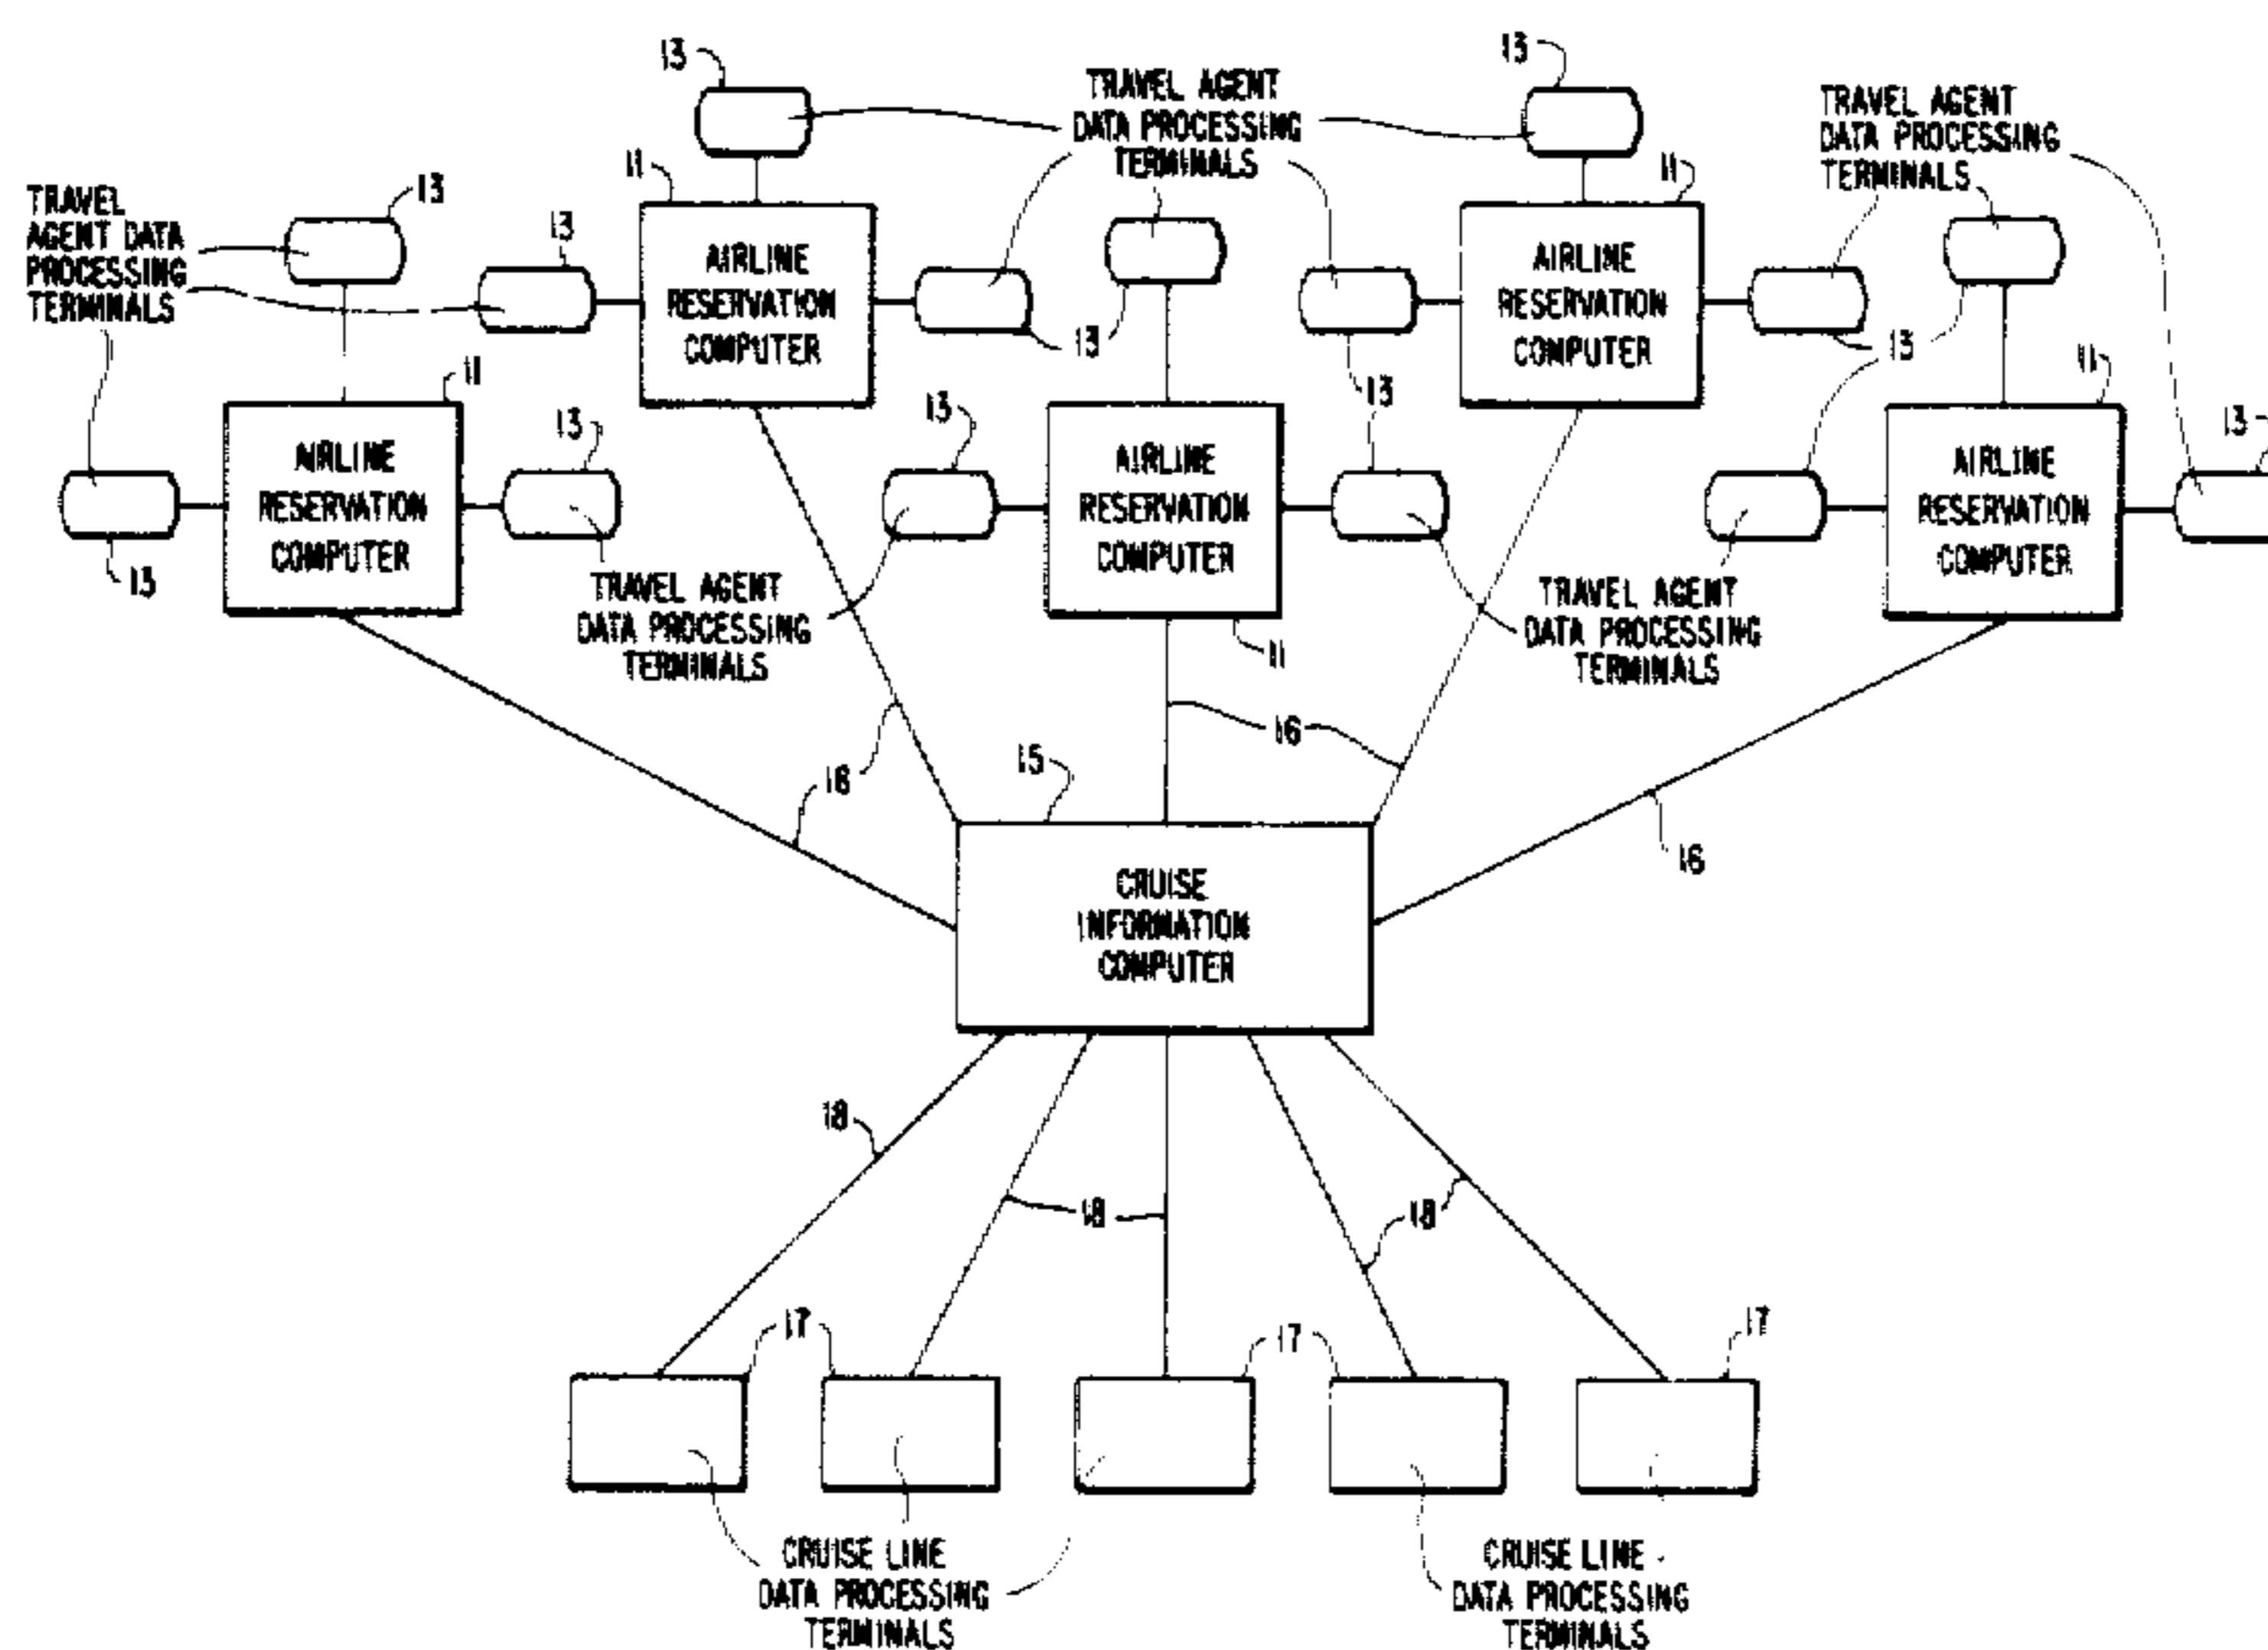 13
13
TRAVEL AGENT
DATA PROCESSING
TERMINALS
TRAVEL AGENT
DATA PROCESSING
TERMINALS
TRAVEL
AGENT DATA
PROCESSING
TERMINALS
13
11
11
13
AIRLINE
RESERVATION
COMPUTER
AIRLINE
RESERVATION
COMPUTER
13
13
13
11
13
11
13
13
13
AIRLINE
RESERVATION
COMPUTER
AIRLINE
RESERVATION
COMPUTER
AIRLINE
RESERVATION
COMPUTER
13
TRAVEL AGENT
DATA PROCESSING
TERMINALS
11
TRAVEL AGENT
DATA PROCESSING
TERMINALS
16
16
15
16
CRUISE
INFORMATION
COMPUTER
18
18
18
17
17
17
CRUISE LINE
DATA PROCESSING
TERMINALS
CRUISE LINE
DATA PROCESSING
TERMINALS